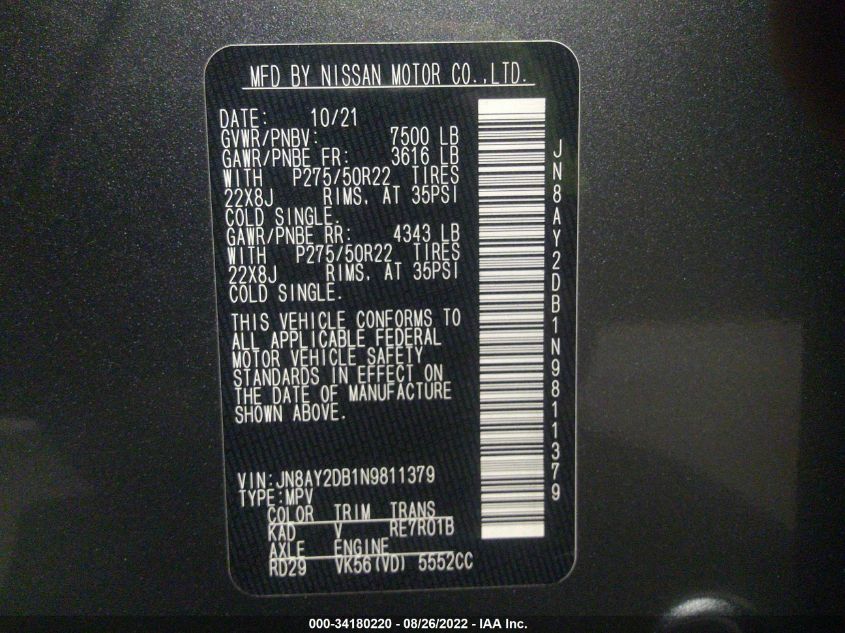 MFD BY NISSAN MOTOR CO.,LTD.
DATE: 10/21
GVWR/PNBV: 7500 LB
GAWR/PNBE FR: 3616 LB
WITH P275/50R22 TIRES
22X8J RIMS, AT 35PSI
COLD SINGLE.
GAWR/PNBE RR: 4343 LB
WITH P275/50R22 TIRES
22X8J RIMS, AT 35PSI
COLD SINGLE.
THIS VEHICLE CONFORMS TO
ALL APPLICABLE FEDERAL
MOTOR VEHICLE SAFETY
STANDARDS IN EFFECT ON
THE DATE OF MANUFACTURE
SHOWN ABOVE.
VIN:JN8AY2DB1N9811379
TYPE:MPV
COLOR TRIM TRANS
KAD V RE7R01B
AXLE ENGINE
RD29 VK56(VD) 5552CC
JN8AY2DB1N9811379
000-34180220 - 08/26/2022 - IAA Inc.